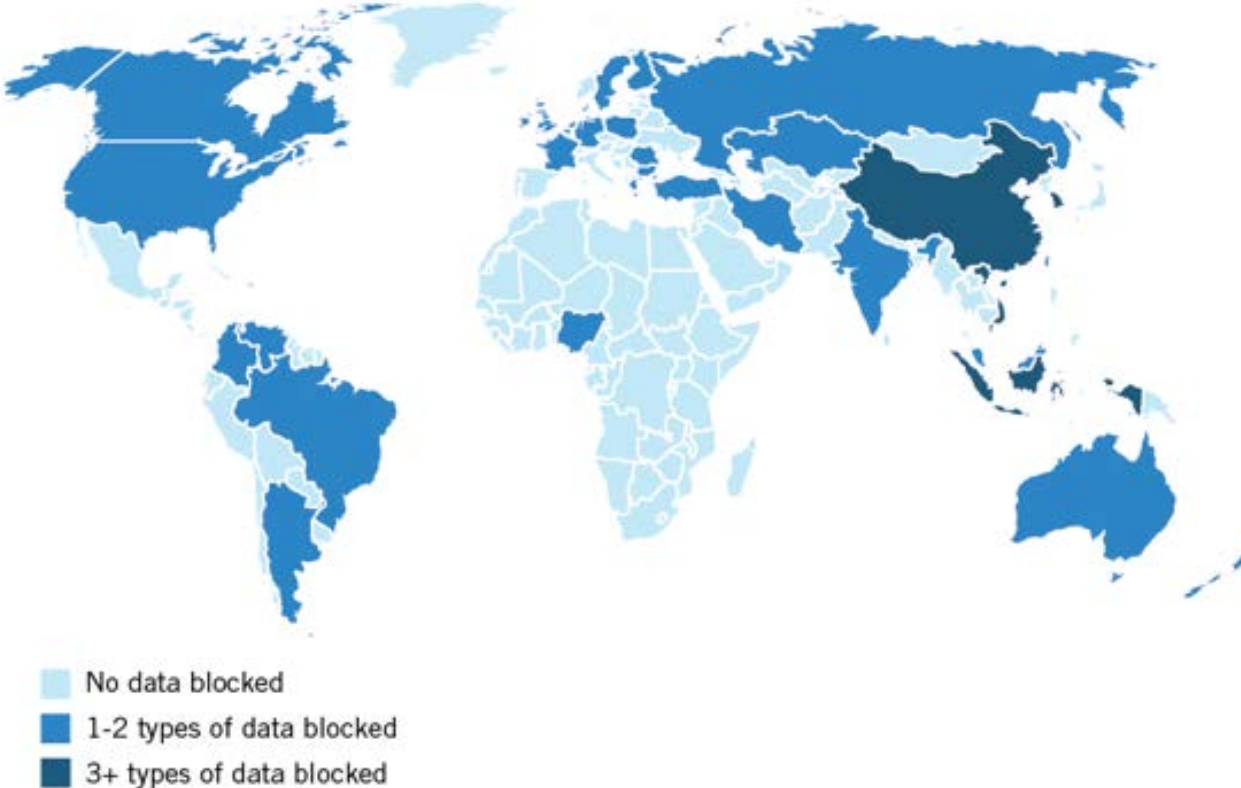 No data blocked
1-2 types of data blocked
3+ types of data blocked